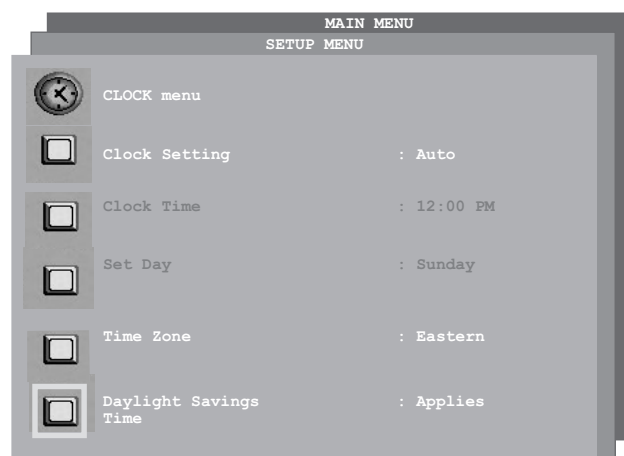 MAIN MENU
SETUP MENU
CLOCK menu
Clock Setting : Auto
Clock Time : 12:00 PM
Set Day : Sunday
Time Zone : Eastern
Daylight Savings : Applies
Time